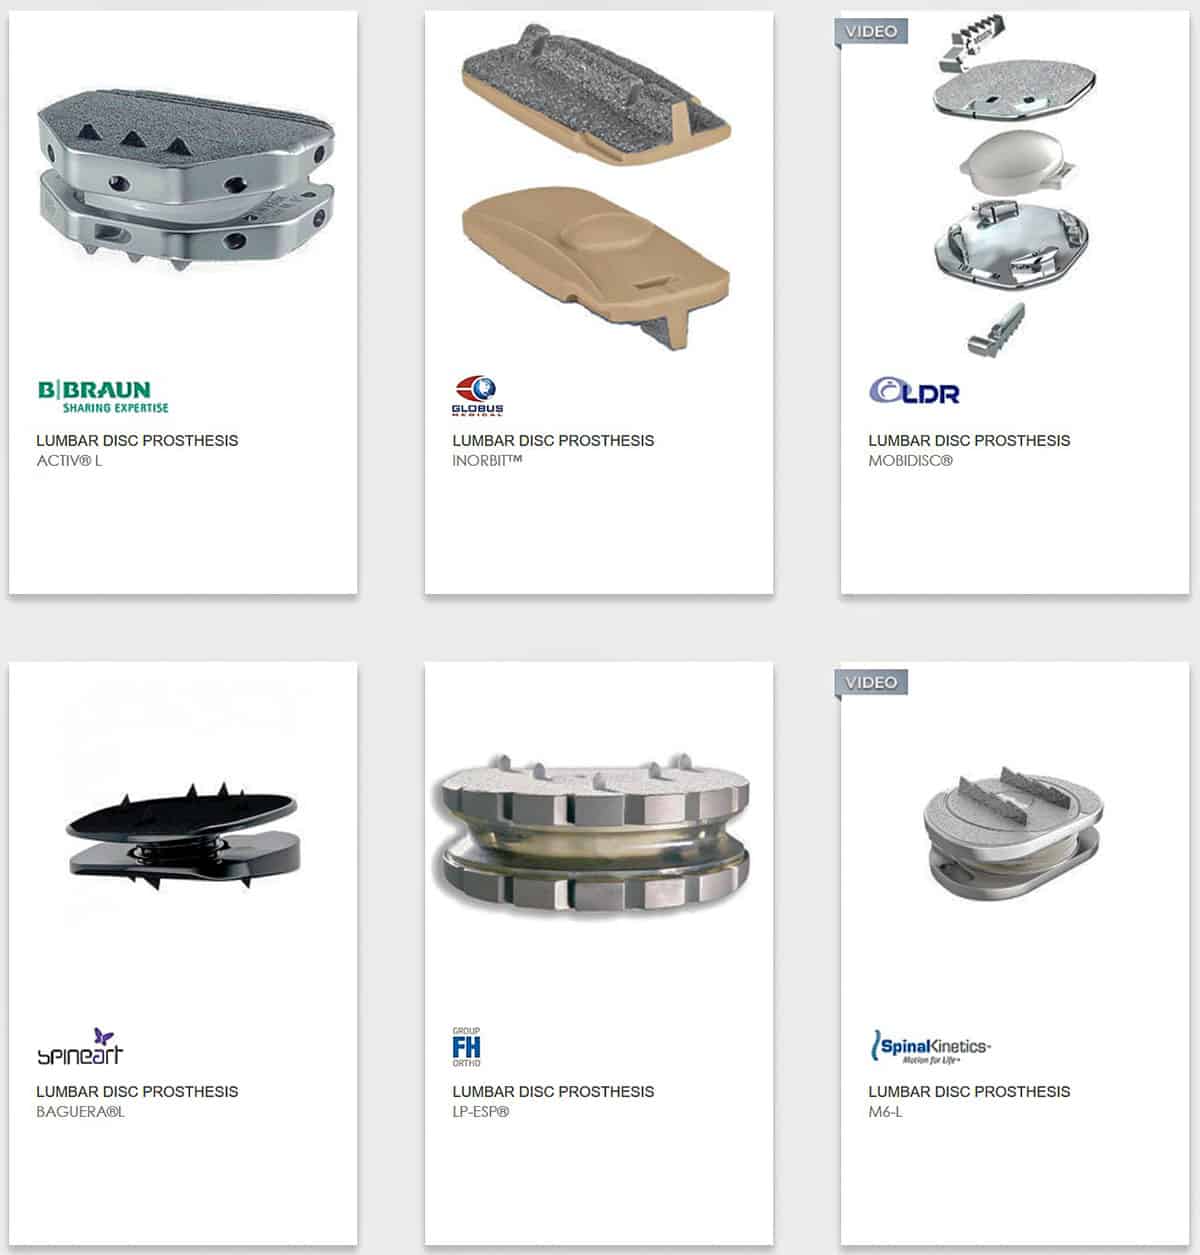 VIDEO
B|BRAUN
SHARING EXPERTISE
LUMBAR DISC PROSTHESIS
ACTIV® L
GLOBUS
MEDICAL
LUMBAR DISC PROSTHESIS
INORBIT™
LDR
LUMBAR DISC PROSTHESIS
MOBIDISC®
VIDEO
spineart
LUMBAR DISC PROSTHESIS
BAGUERA®L
GROUP
FH
ORTHO
LUMBAR DISC PROSTHESIS
LP-ESP®
SpinalKinetics™
Motion for Life™
LUMBAR DISC PROSTHESIS
M6-L